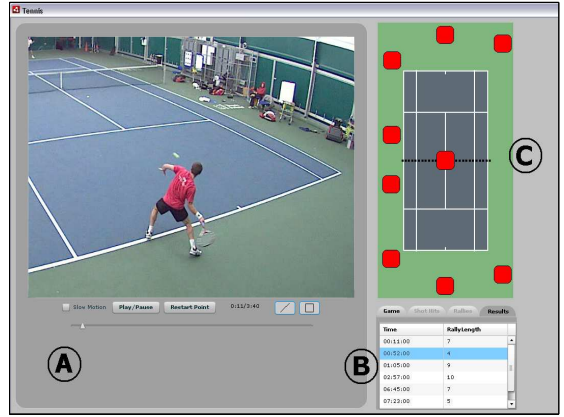 Tennis
Slow Motion
Play/Pause
Restart Point
0:11/3:40
A
B
C
Game
Shot Hits
Rallies
Results
Time RallyLength
00:11:00 7
00:52:00 4
01:05:00 9
02:57:00 10
06:45:00 7
07:23:00 5